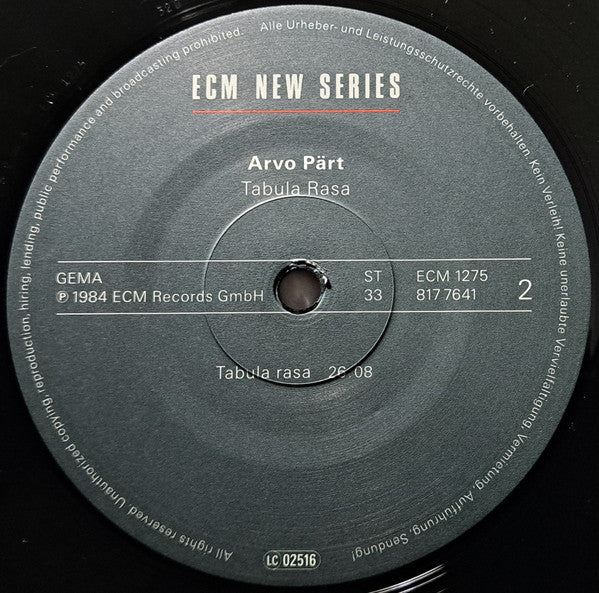 ECM NEW SERIES
Arvo Pärt
Tabula Rasa
GEMA
℗ 1984 ECM Records GmbH
ST
33
ECM 1275
817 7641
2
Tabula rasa 26:08
All rights reserved. Unauthorized copying, reproduction, hiring, lending, public performance and broadcasting prohibited.
Alle Urheber- und Leistungsschutzrechte vorbehalten. Kein Verleih! Keine unerlaubte Vervielfältigung, Vermietung, Aufführung, Sendung!
LC 02516